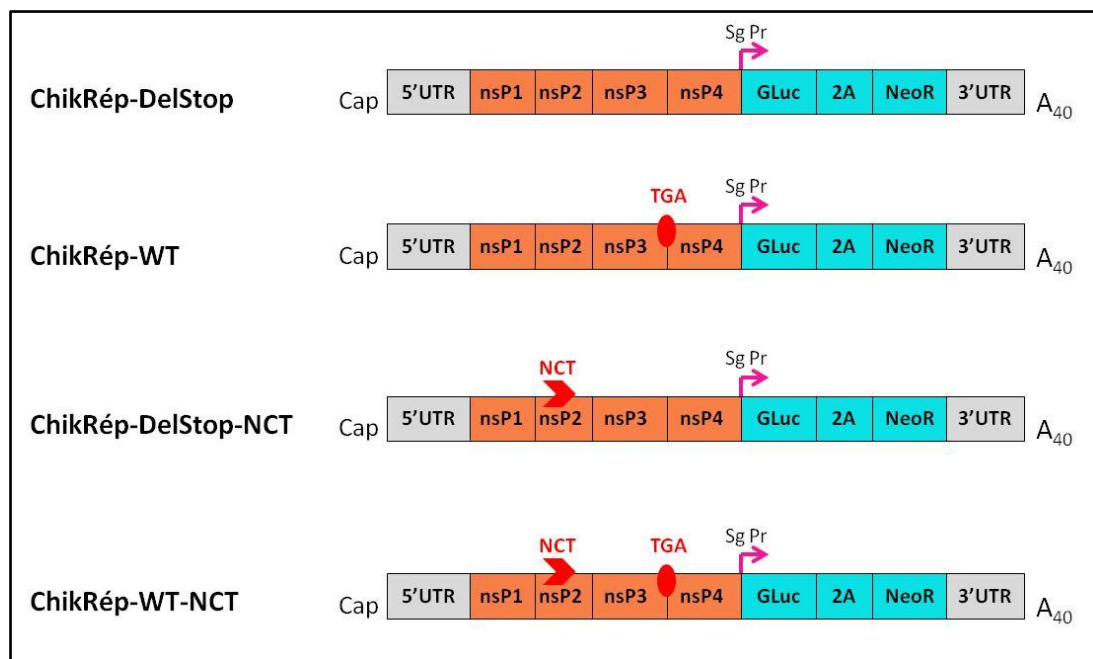 Sg Pr
ChikRép-DelStop Cap 5'UTR nsP1 nsP2 nsP3 nsP4 GLuc 2A NeoR 3'UTR A40
TGA Sg Pr
ChikRép-WT Cap 5'UTR nsP1 nsP2 nsP3 nsP4 GLuc 2A NeoR 3'UTR A40
NCT Sg Pr
ChikRép-DelStop-NCT Cap 5'UTR nsP1 nsP2 nsP3 nsP4 GLuc 2A NeoR 3'UTR A40
NCT TGA Sg Pr
ChikRép-WT-NCT Cap 5'UTR nsP1 nsP2 nsP3 nsP4 GLuc 2A NeoR 3'UTR A40